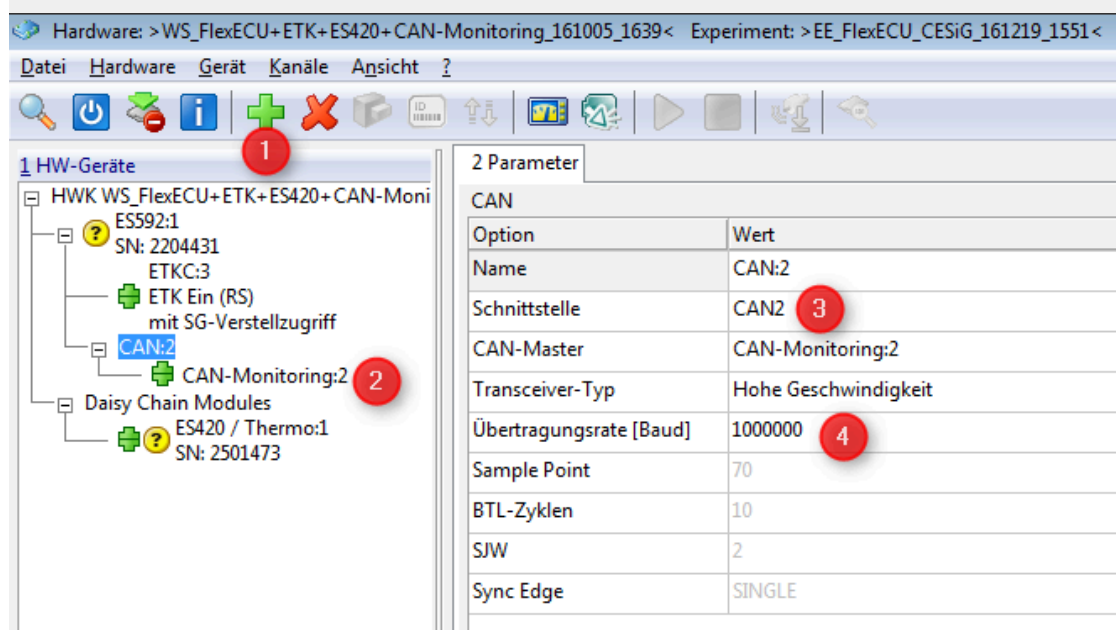 Hardware: >WS_FlexECU+ETK+ES420+CAN-Monitoring_161005_1639< Experiment: >EE_FlexECU_CESiG_161219_1551<
Datei Hardware Gerät Kanäle Ansicht ?
ID
1
1 HW-Geräte
HWK WS_FlexECU+ETK+ES420+CAN-Moni
ES592:1
SN: 2204431
ETKC:3
ETK Ein (RS)
mit SG-Verstellzugriff
CAN:2
CAN-Monitoring:2 2
Daisy Chain Modules
ES420 / Thermo:1
SN: 2501473
2 Parameter
CAN
Option Wert
Name CAN:2
Schnittstelle CAN2 3
CAN-Master CAN-Monitoring:2
Transceiver-Typ Hohe Geschwindigkeit
Übertragungsrate [Baud] 1000000 4
Sample Point 70
BTL-Zyklen 10
SJW 2
Sync Edge SINGLE